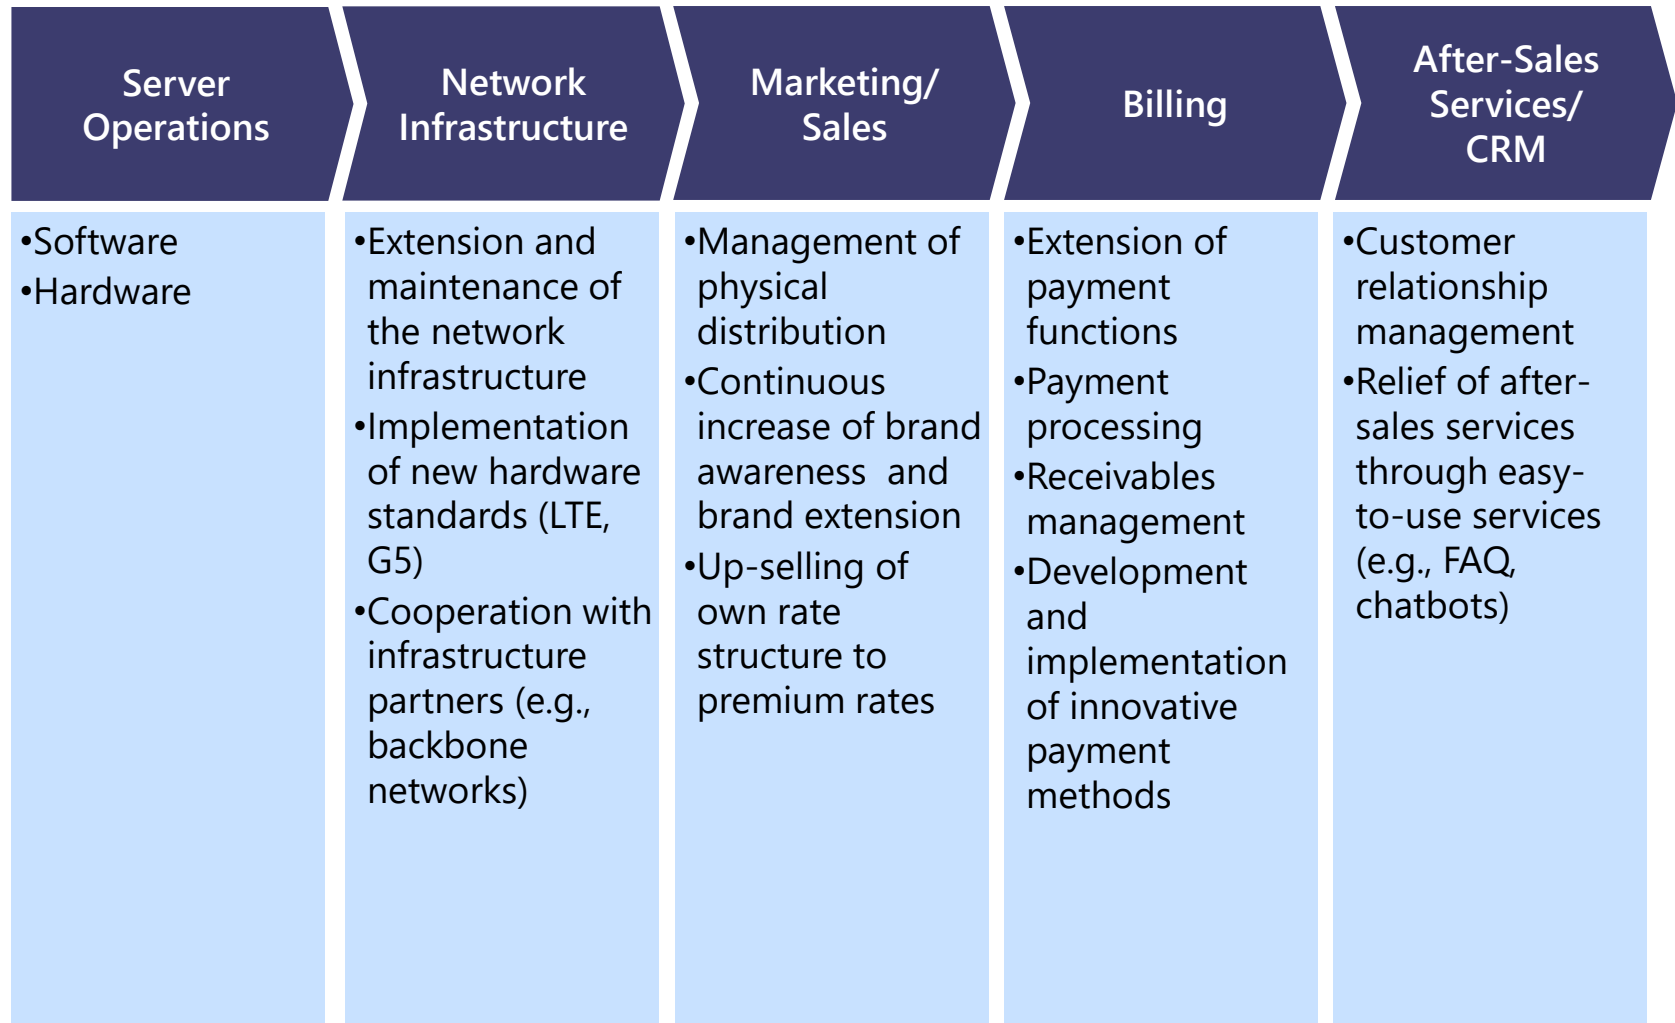 Server
Operations
Network
Infrastructure
Marketing/
Sales
Billing
After-Sales
Services/
CRM
•Software
•Hardware
•Extension and
maintenance of
the network
infrastructure
•Implementation
of new hardware
standards (LTE,
G5)
•Cooperation with
infrastructure
partners (e.g.,
backbone
networks)
•Management of
physical
distribution
•Continuous
increase of brand
awareness  and
brand extension
•Up-selling of
own rate
structure to
premium rates
•Extension of
payment
functions
•Payment
processing
•Receivables
management
•Development
and
implementation
of innovative
payment
methods
•Customer
relationship
management
•Relief of after-
sales services
through easy-
to-use services
(e.g., FAQ,
chatbots)